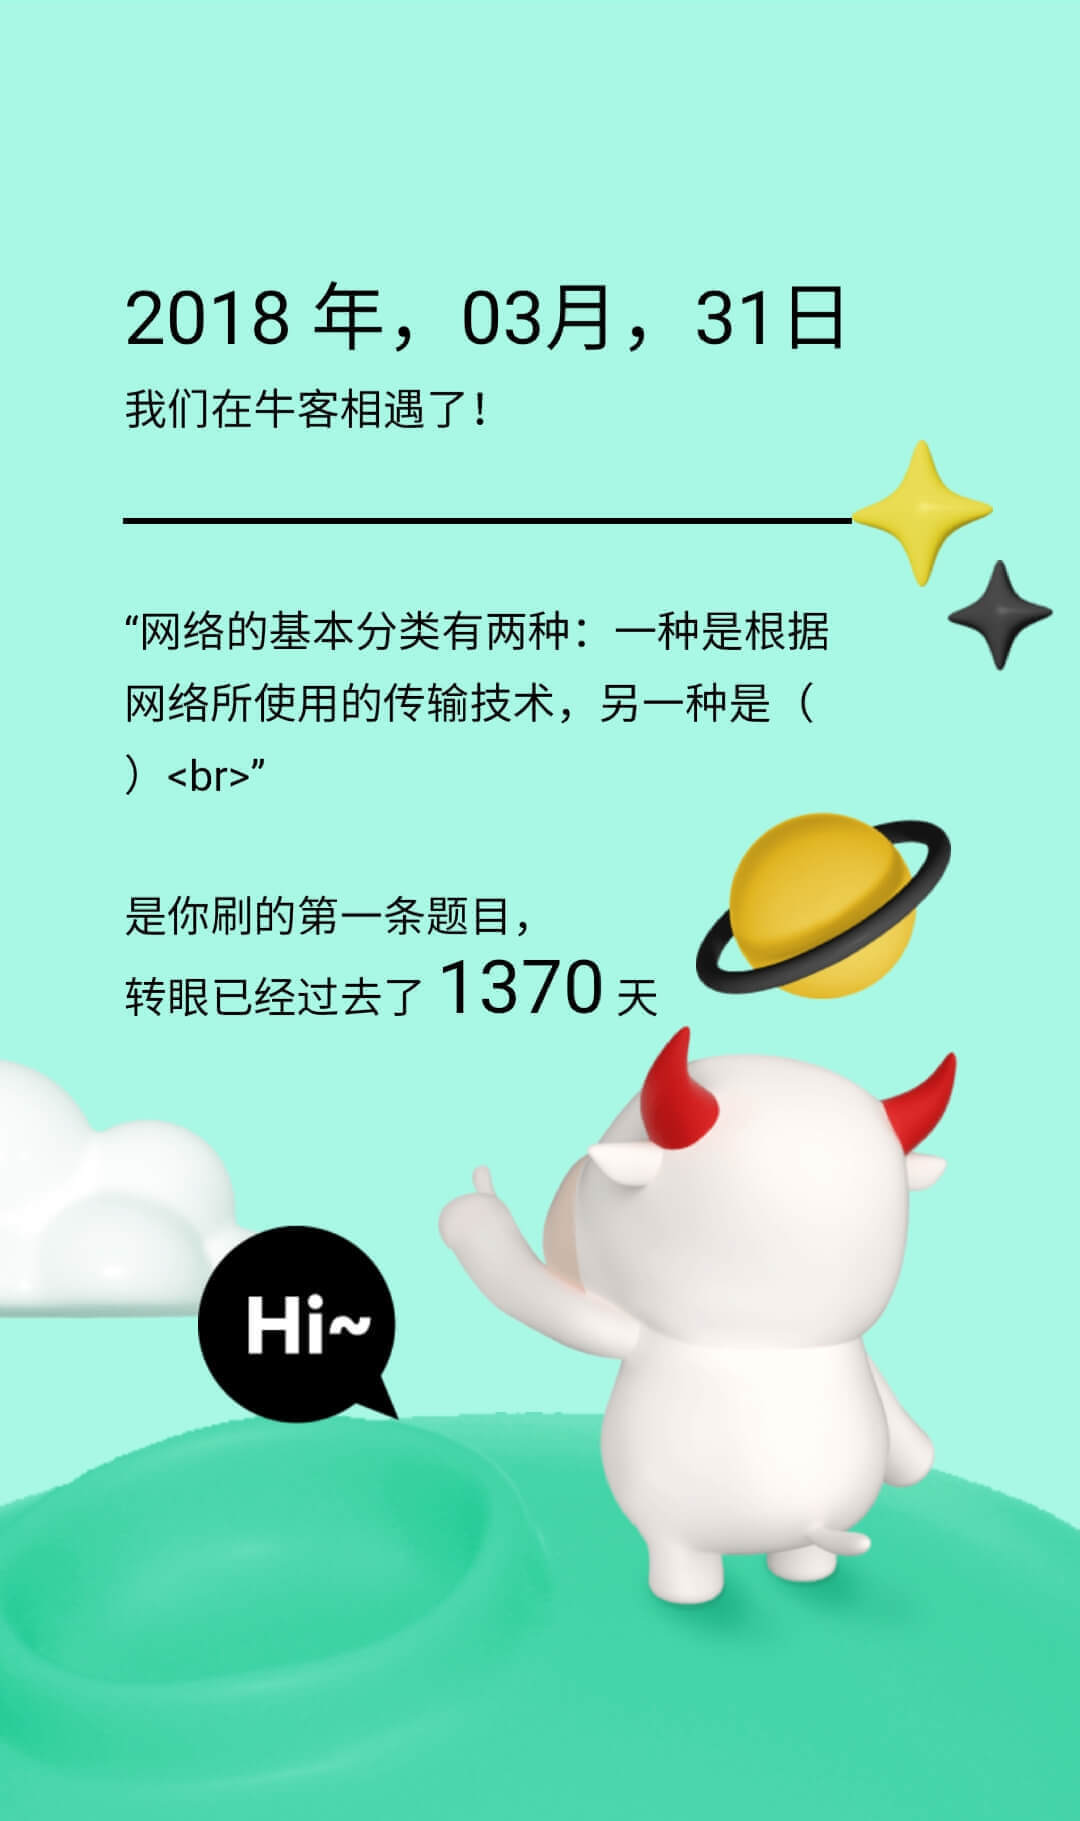 2018 年，03月，31日
我们在牛客相遇了！
“网络的基本分类有两种：一种是根据
网络所使用的传输技术，另一种是（
）<br>”
是你刷的第一条题目，
转眼已经过去了 1370 天
Hi~